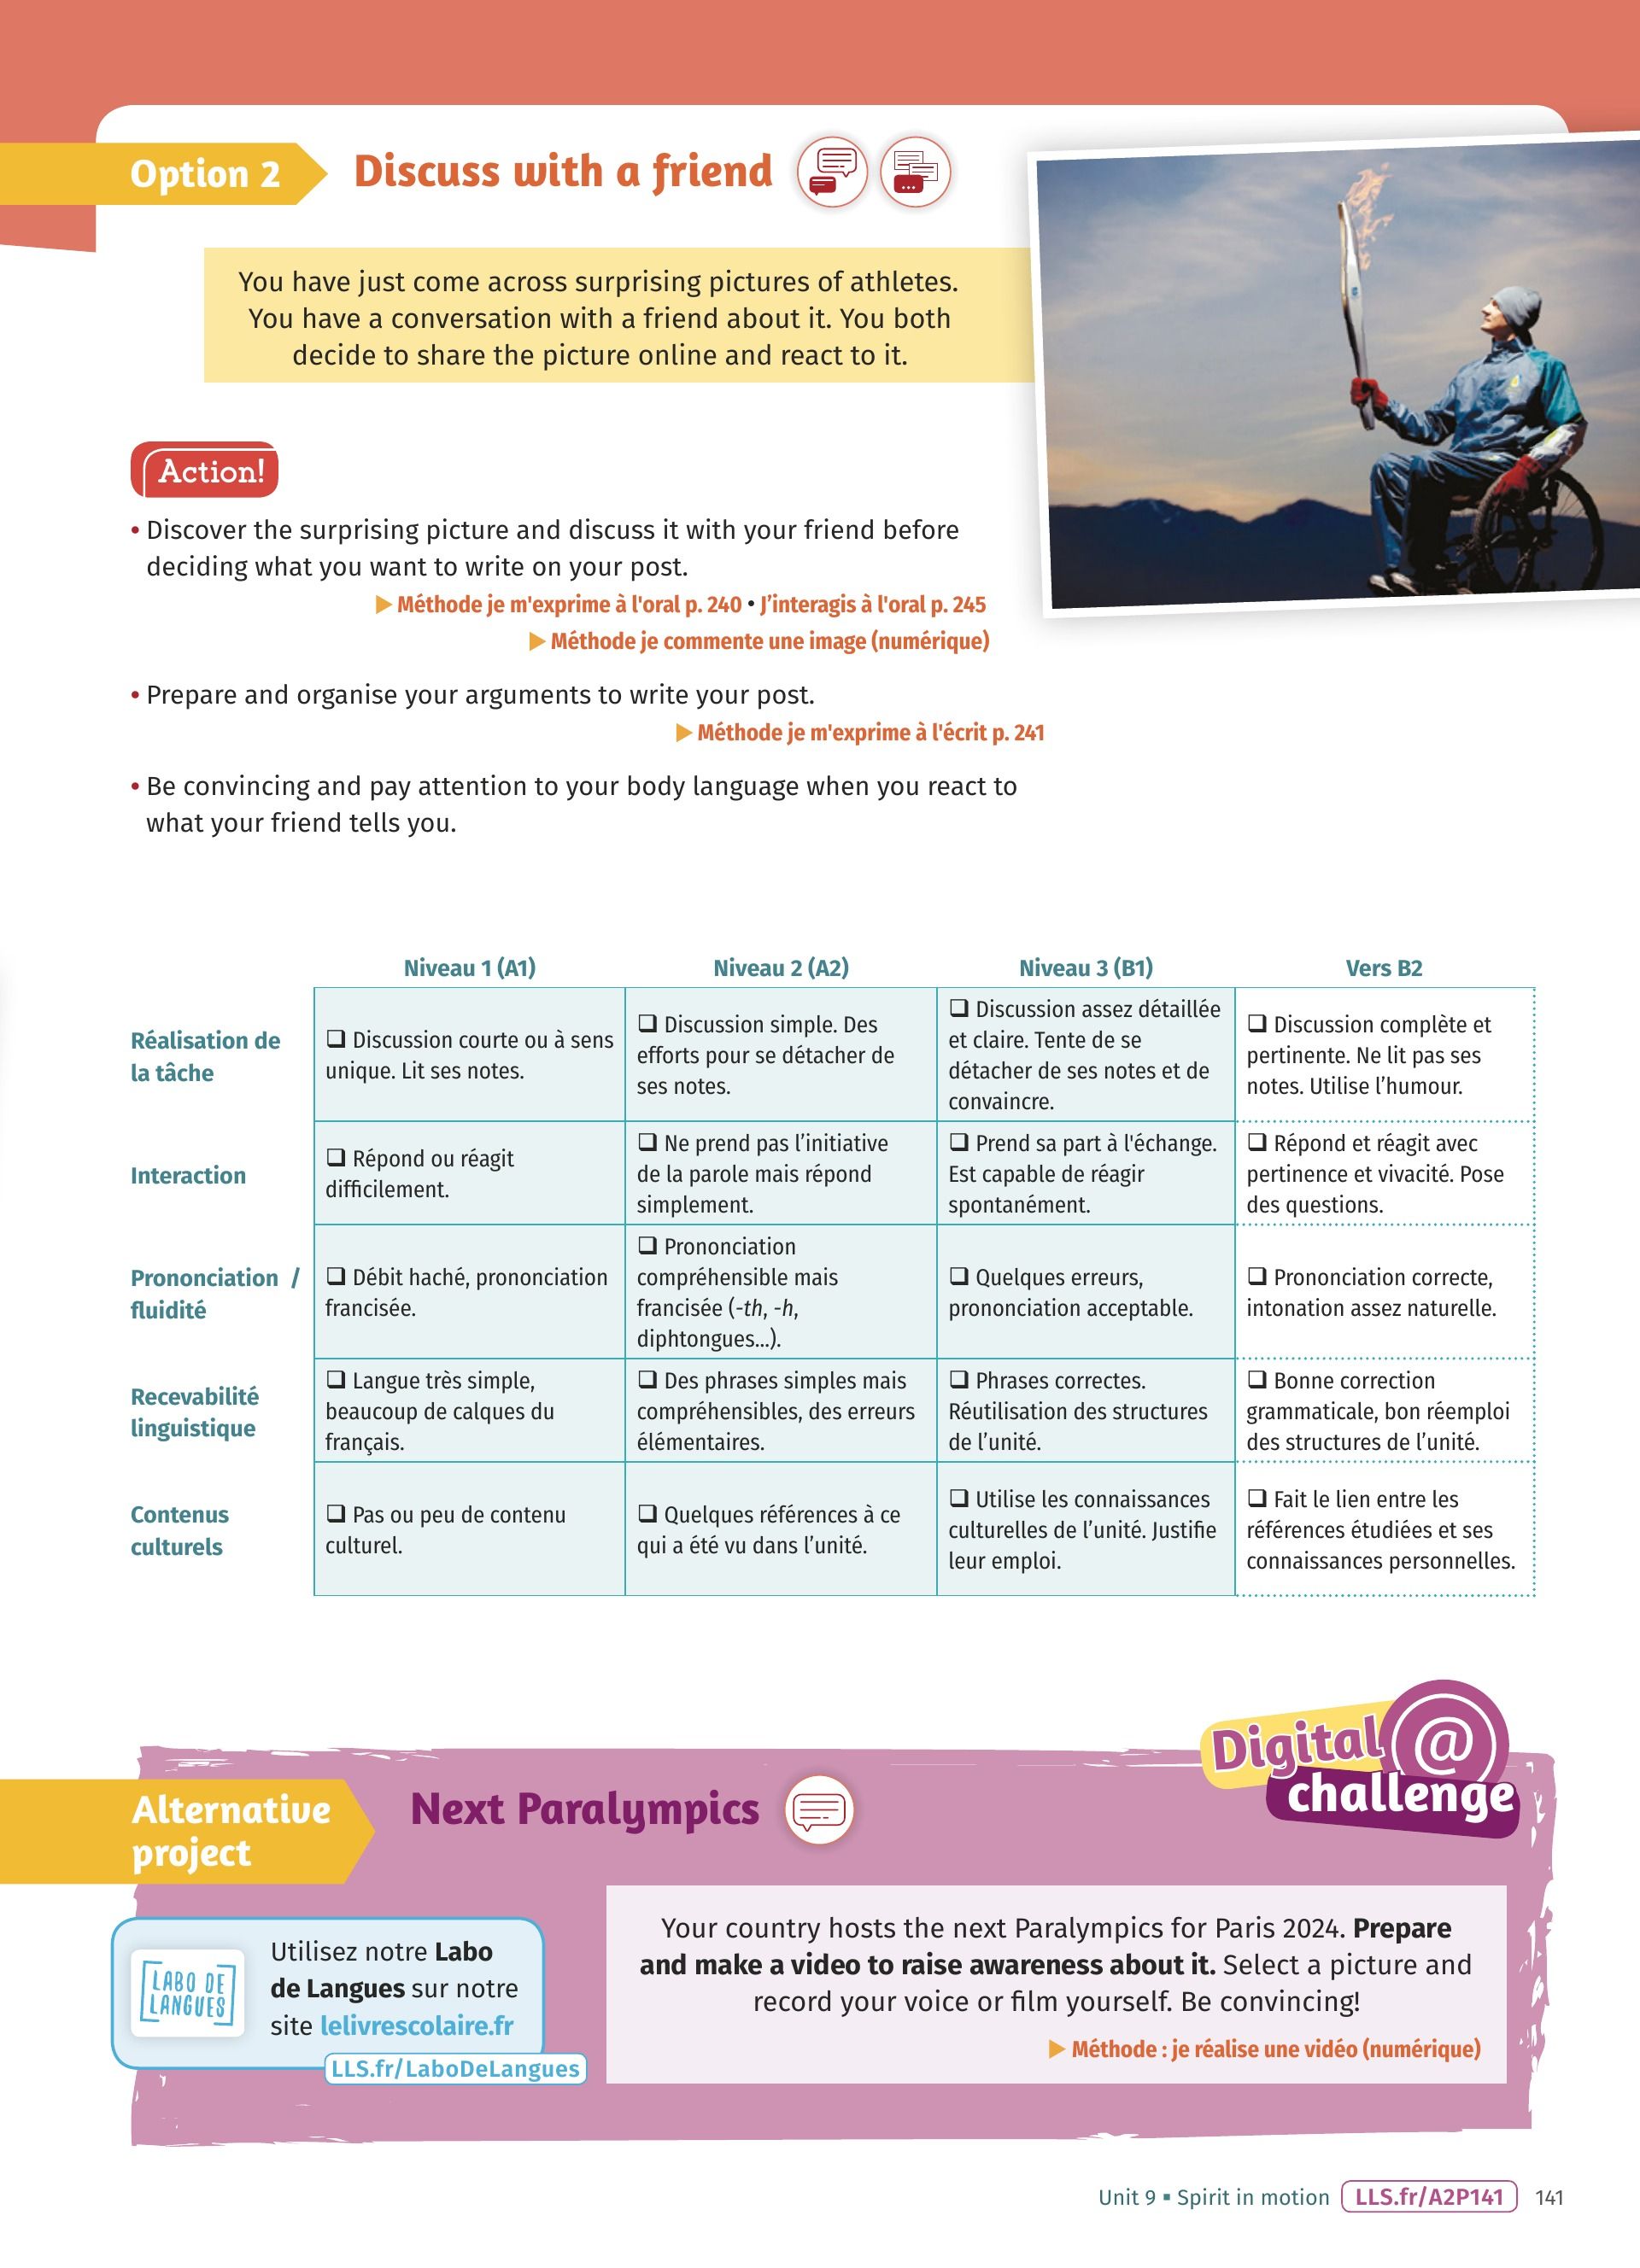 Option 2
Discuss with a friend
You have just come across surprising pictures of athletes.
You have a conversation with a friend about it. You both
decide to share the picture online and react to it.
Action!
• Discover the surprising picture and discuss it with your friend before
deciding what you want to write on your post.
▶ Méthode je m'exprime à l'oral p. 240 • J’interagis à l'oral p. 245
▶ Méthode je commente une image (numérique)
• Prepare and organise your arguments to write your post.
▶ Méthode je m'exprime à l'écrit p. 241
• Be convincing and pay attention to your body language when you react to
what your friend tells you.
Niveau 1 (A1) Niveau 2 (A2) Niveau 3 (B1) Vers B2
Réalisation de
la tâche
❑ Discussion courte ou à sens
unique. Lit ses notes.
❑ Discussion simple. Des
efforts pour se détacher de
ses notes.
❑ Discussion assez détaillée
et claire. Tente de se
détacher de ses notes et de
convaincre.
❑ Discussion complète et
pertinente. Ne lit pas ses
notes. Utilise l’humour.
Interaction
❑ Répond ou réagit
difficilement.
❑ Ne prend pas l’initiative
de la parole mais répond
simplement.
❑ Prend sa part à l'échange.
Est capable de réagir
spontanément.
❑ Répond et réagit avec
pertinence et vivacité. Pose
des questions.
Prononciation /
fluidité
❑ Débit haché, prononciation
francisée.
❑ Prononciation
compréhensible mais
francisée (-th, -h,
diphtongues...).
❑ Quelques erreurs,
prononciation acceptable.
❑ Prononciation correcte,
intonation assez naturelle.
Recevabilité
linguistique
❑ Langue très simple,
beaucoup de calques du
français.
❑ Des phrases simples mais
compréhensibles, des erreurs
élémentaires.
❑ Phrases correctes.
Réutilisation des structures
de l’unité.
❑ Bonne correction
grammaticale, bon réemploi
des structures de l’unité.
Contenus
culturels
❑ Pas ou peu de contenu
culturel.
❑ Quelques références à ce
qui a été vu dans l’unité.
❑ Utilise les connaissances
culturelles de l’unité. Justifie
leur emploi.
❑ Fait le lien entre les
références étudiées et ses
connaissances personnelles.
Digital @
challenge
Alternative
project
Next Paralympics
Utilisez notre Labo
de Langues sur notre
site lelivrescolaire.fr
LABO DE
LANGUES
LLS.fr/LaboDeLangues
Your country hosts the next Paralympics for Paris 2024. Prepare
and make a video to raise awareness about it. Select a picture and
record your voice or film yourself. Be convincing!
▶ Méthode : je réalise une vidéo (numérique)
Unit 9 ▪ Spirit in motion LLS.fr/A2P141 141